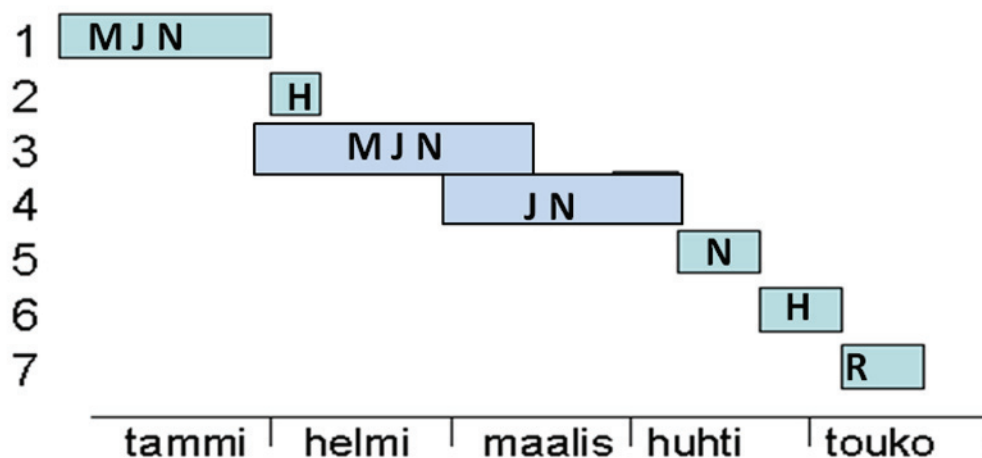 1 M J N
2 H
3 M J N
4 J N
5 N
6 H
7 R
tammi helmi maalis huhti touko